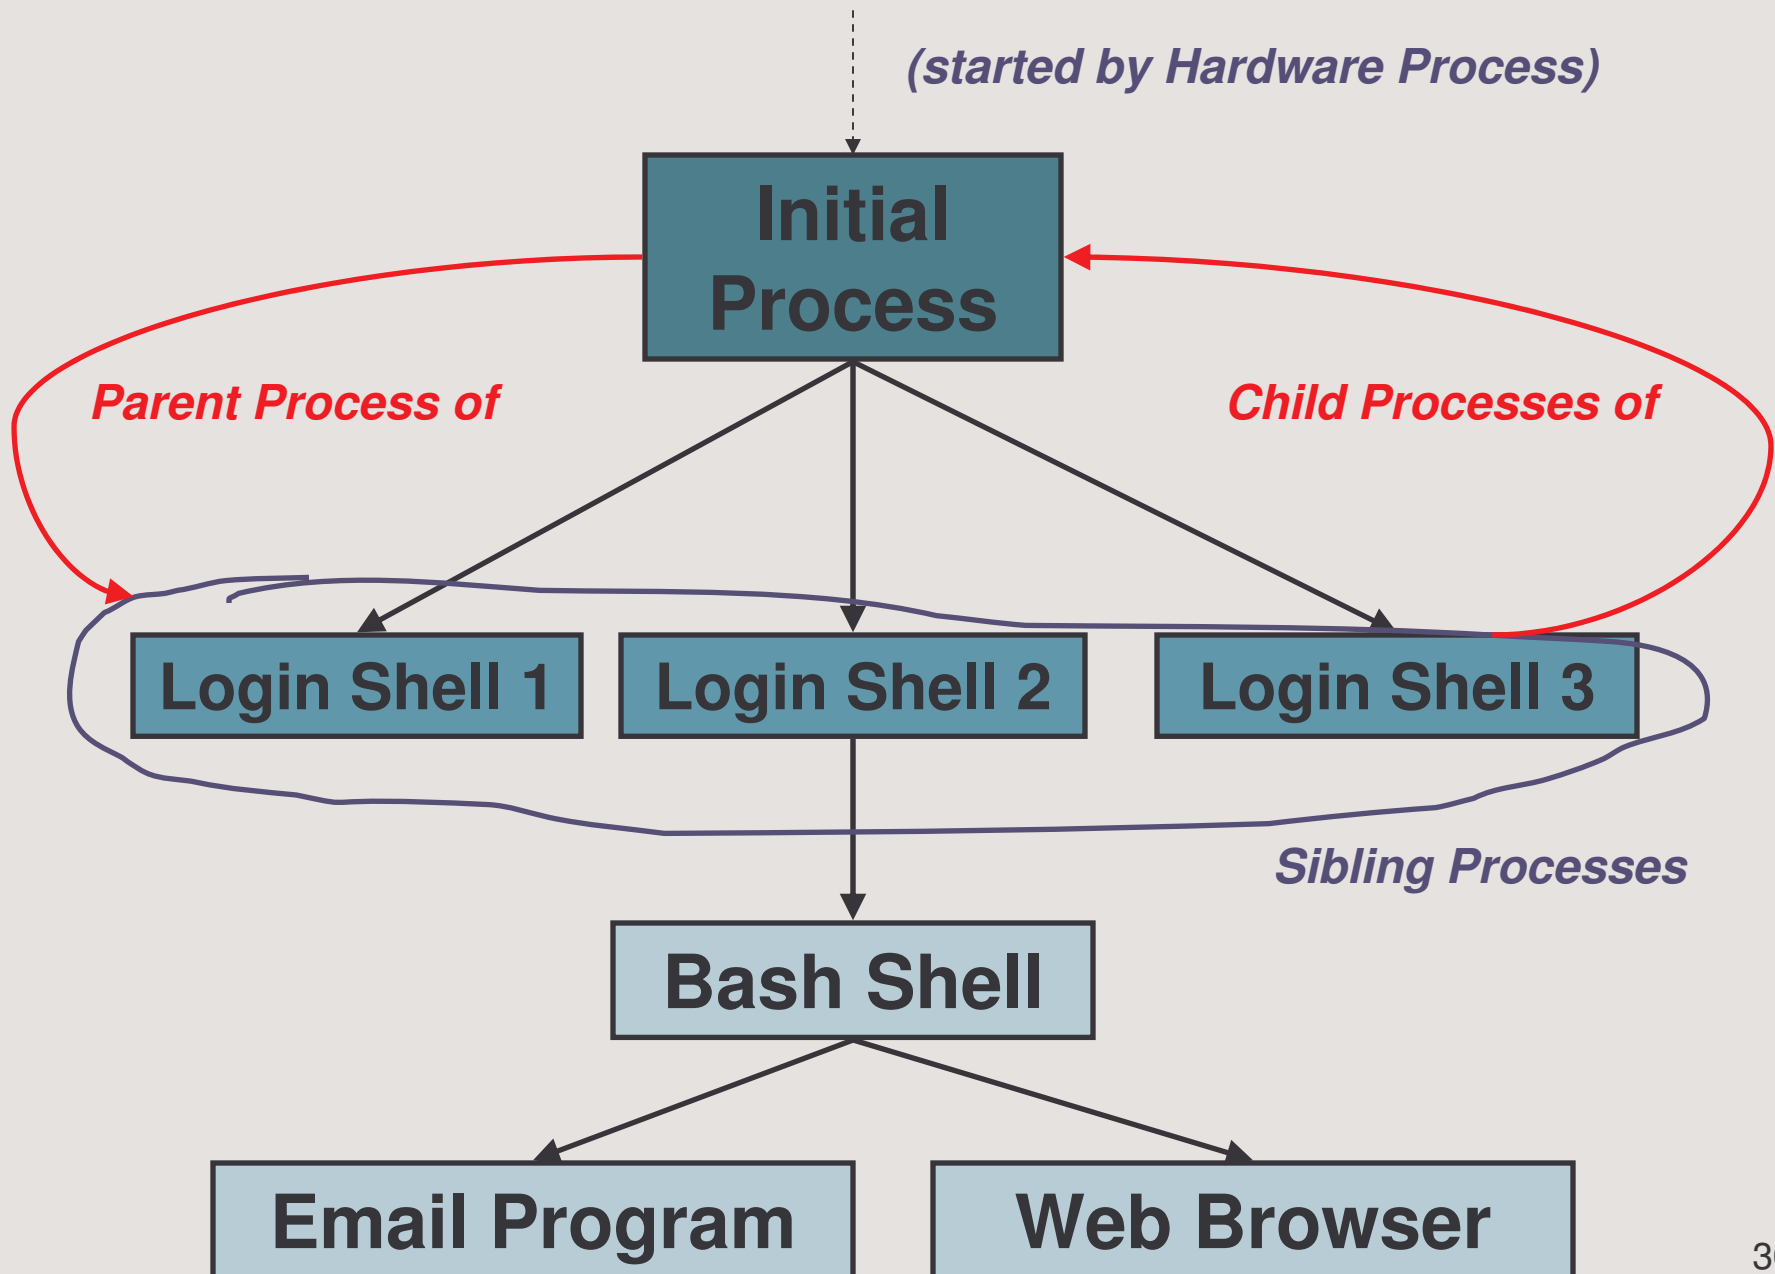 (started by Hardware Process)
Initial
Process
Parent Process of
Child Processes of
Login Shell 1
Login Shell 2
Login Shell 3
Sibling Processes
Bash Shell
Email Program
Web Browser